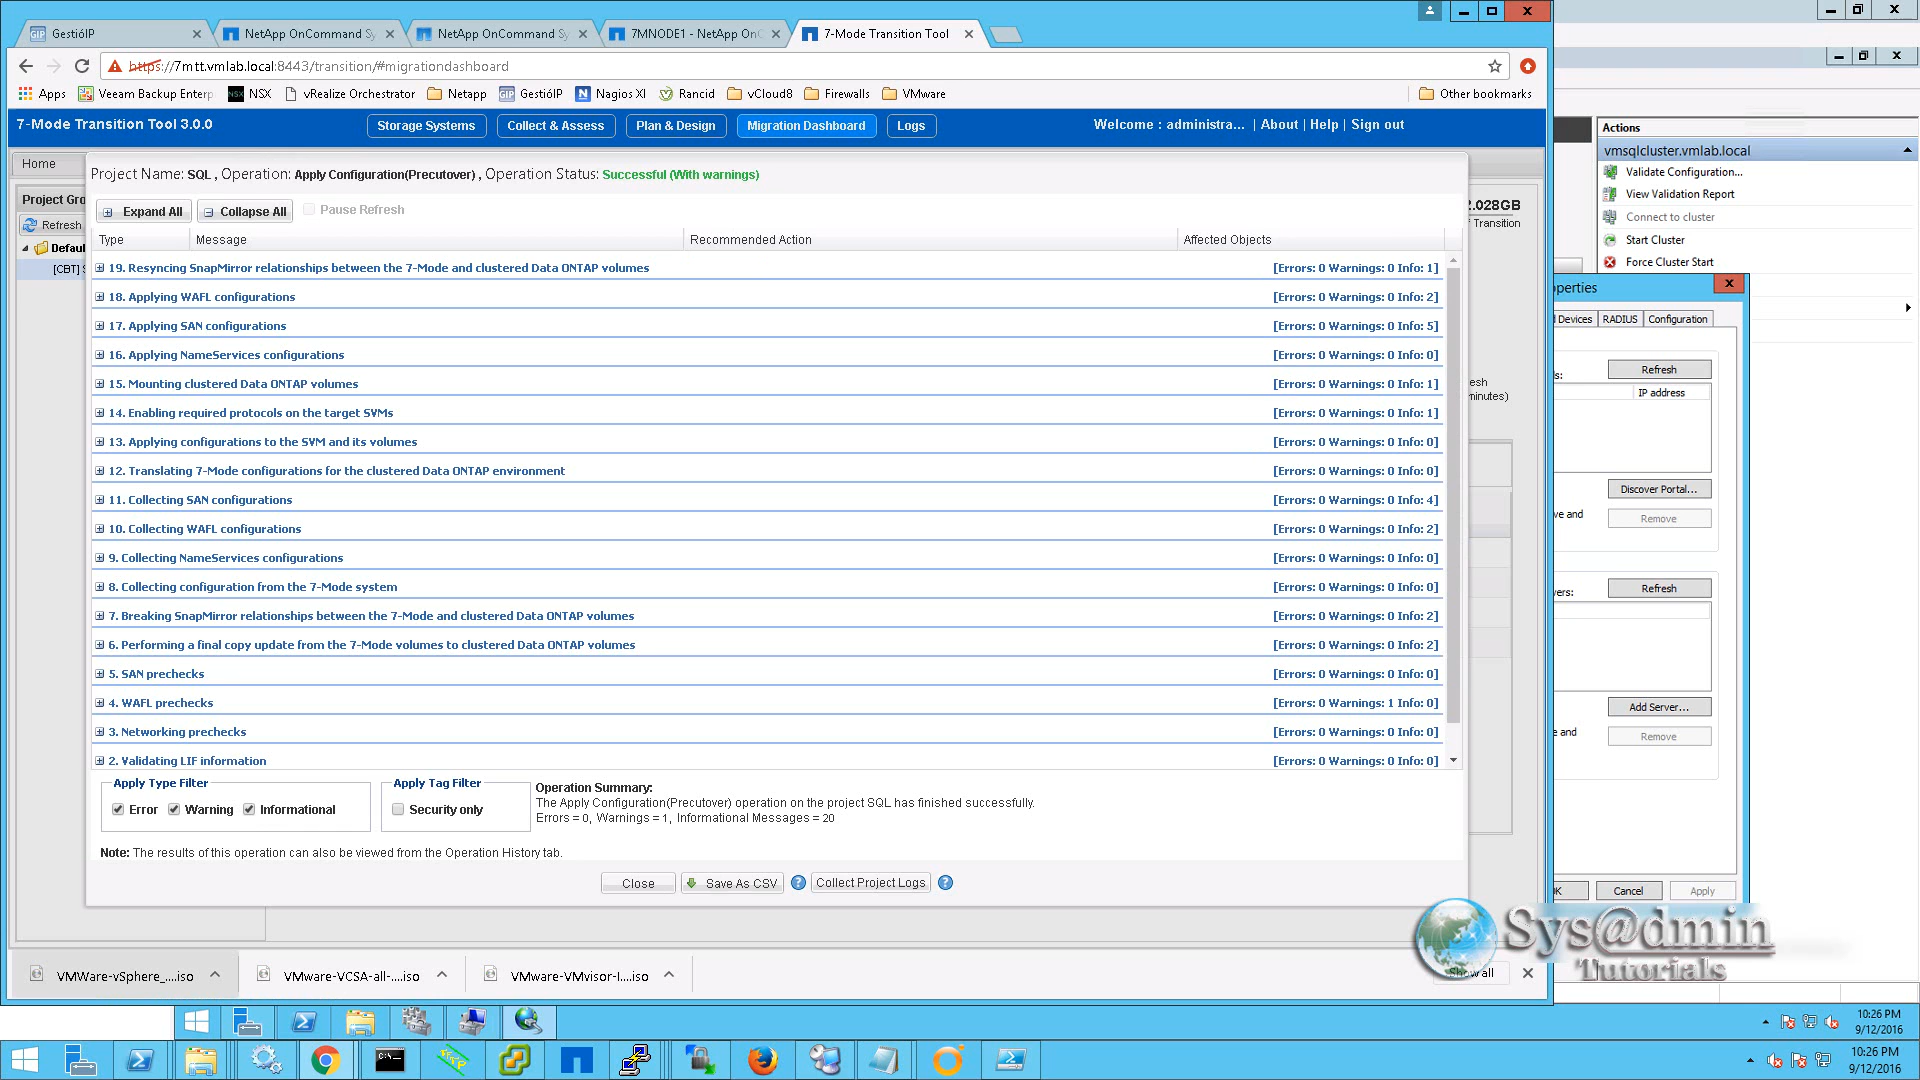 GestióIP
NetApp OnCommand Sy
NetApp OnCommand Sy
7MNODE1 - NetApp OnC
7-Mode Transition Tool
https://7mtt.vmlab.local:8443/transition/#migrationdashboard
Apps
Veeam Backup Enterp
NSX
vRealize Orchestrator
Netapp
GestióIP
Nagios XI
Rancid
vCloud8
Firewalls
VMware
Other bookmarks
7-Mode Transition Tool 3.0.0
Storage Systems
Collect & Assess
Plan & Design
Migration Dashboard
Logs
Welcome : administra... | About | Help | Sign out
Home
Project Gro
Refresh
Defaul
[CBT] S
Project Name: SQL , Operation: Apply Configuration(Precutover) , Operation Status: Successful (With warnings)
Expand All
Collapse All
Pause Refresh
Type
Message
Recommended Action
Affected Objects
19. Resyncing SnapMirror relationships between the 7-Mode and clustered Data ONTAP volumes [Errors: 0 Warnings: 0 Info: 1]
18. Applying WAFL configurations [Errors: 0 Warnings: 0 Info: 2]
17. Applying SAN configurations [Errors: 0 Warnings: 0 Info: 5]
16. Applying NameServices configurations [Errors: 0 Warnings: 0 Info: 0]
15. Mounting clustered Data ONTAP volumes [Errors: 0 Warnings: 0 Info: 1]
14. Enabling required protocols on the target SVMs [Errors: 0 Warnings: 0 Info: 1]
13. Applying configurations to the SVM and its volumes [Errors: 0 Warnings: 0 Info: 0]
12. Translating 7-Mode configurations for the clustered Data ONTAP environment [Errors: 0 Warnings: 0 Info: 0]
11. Collecting SAN configurations [Errors: 0 Warnings: 0 Info: 4]
10. Collecting WAFL configurations [Errors: 0 Warnings: 0 Info: 2]
9. Collecting NameServices configurations [Errors: 0 Warnings: 0 Info: 0]
8. Collecting configuration from the 7-Mode system [Errors: 0 Warnings: 0 Info: 0]
7. Breaking SnapMirror relationships between the 7-Mode and clustered Data ONTAP volumes [Errors: 0 Warnings: 0 Info: 2]
6. Performing a final copy update from the 7-Mode volumes to clustered Data ONTAP volumes [Errors: 0 Warnings: 0 Info: 2]
5. SAN prechecks [Errors: 0 Warnings: 0 Info: 0]
4. WAFL prechecks [Errors: 0 Warnings: 1 Info: 0]
3. Networking prechecks [Errors: 0 Warnings: 0 Info: 0]
2. Validating LIF information [Errors: 0 Warnings: 0 Info: 0]
Apply Type Filter
Error
Warning
Informational
Apply Tag Filter
Security only
Operation Summary:
The Apply Configuration(Precutover) operation on the project SQL has finished successfully.
Errors = 0, Warnings = 1, Informational Messages = 20
Note: The results of this operation can also be viewed from the Operation History tab.
Close
Save As CSV
Collect Project Logs
2.028GB
Transition
esh
minutes)
Actions
vmsqlcluster.vmlab.local
Validate Configuration...
View Validation Report
Connect to cluster
Start Cluster
Force Cluster Start
operties
Devices
RADIUS
Configuration
s:
Refresh
IP address
Discover Portal...
ve and
Remove
vers:
Refresh
Add Server...
e and
Remove
OK
Cancel
Apply
Sys@dmin
Tutorials
VMWare-vSphere_....iso
VMware-VCSA-all-....iso
VMware-VMvisor-I....iso
Show all
10:26 PM
9/12/2016
10:26 PM
9/12/2016